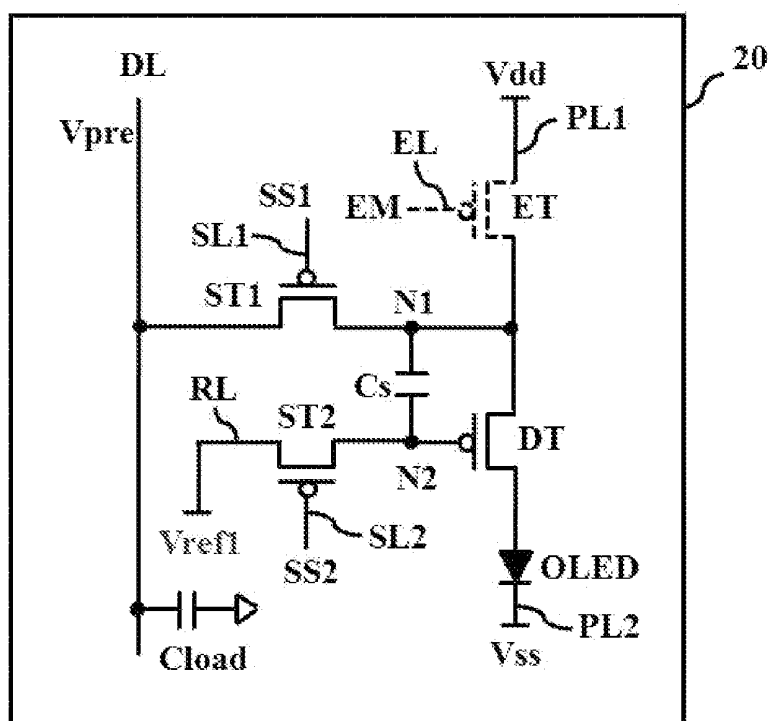 DL
20
Vdd
Vpre
PL1
EL
SS1
EM
ET
SL1
ST1
N1
Cs
RL
ST2
DT
N2
Vref1
SL2
SS2
OLED
PL2
Cload
Vss